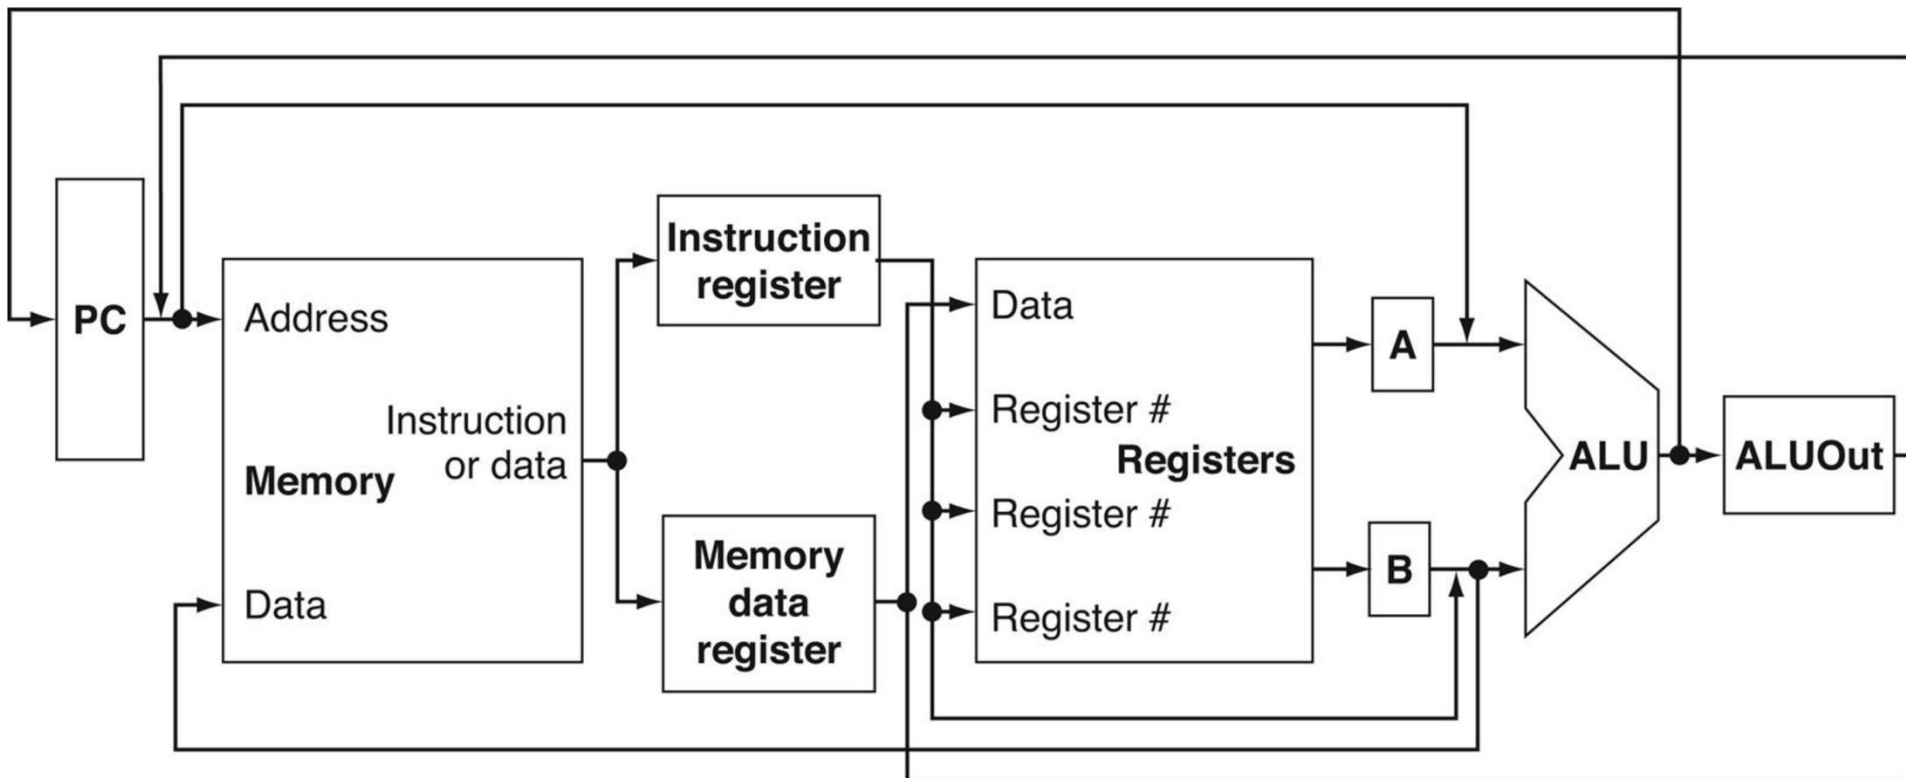 PC
Address
Instruction
or data
Memory
Data
Instruction
register
Memory
data
register
Data
Register #
Registers
Register #
Register #
A
B
ALU
ALUOut